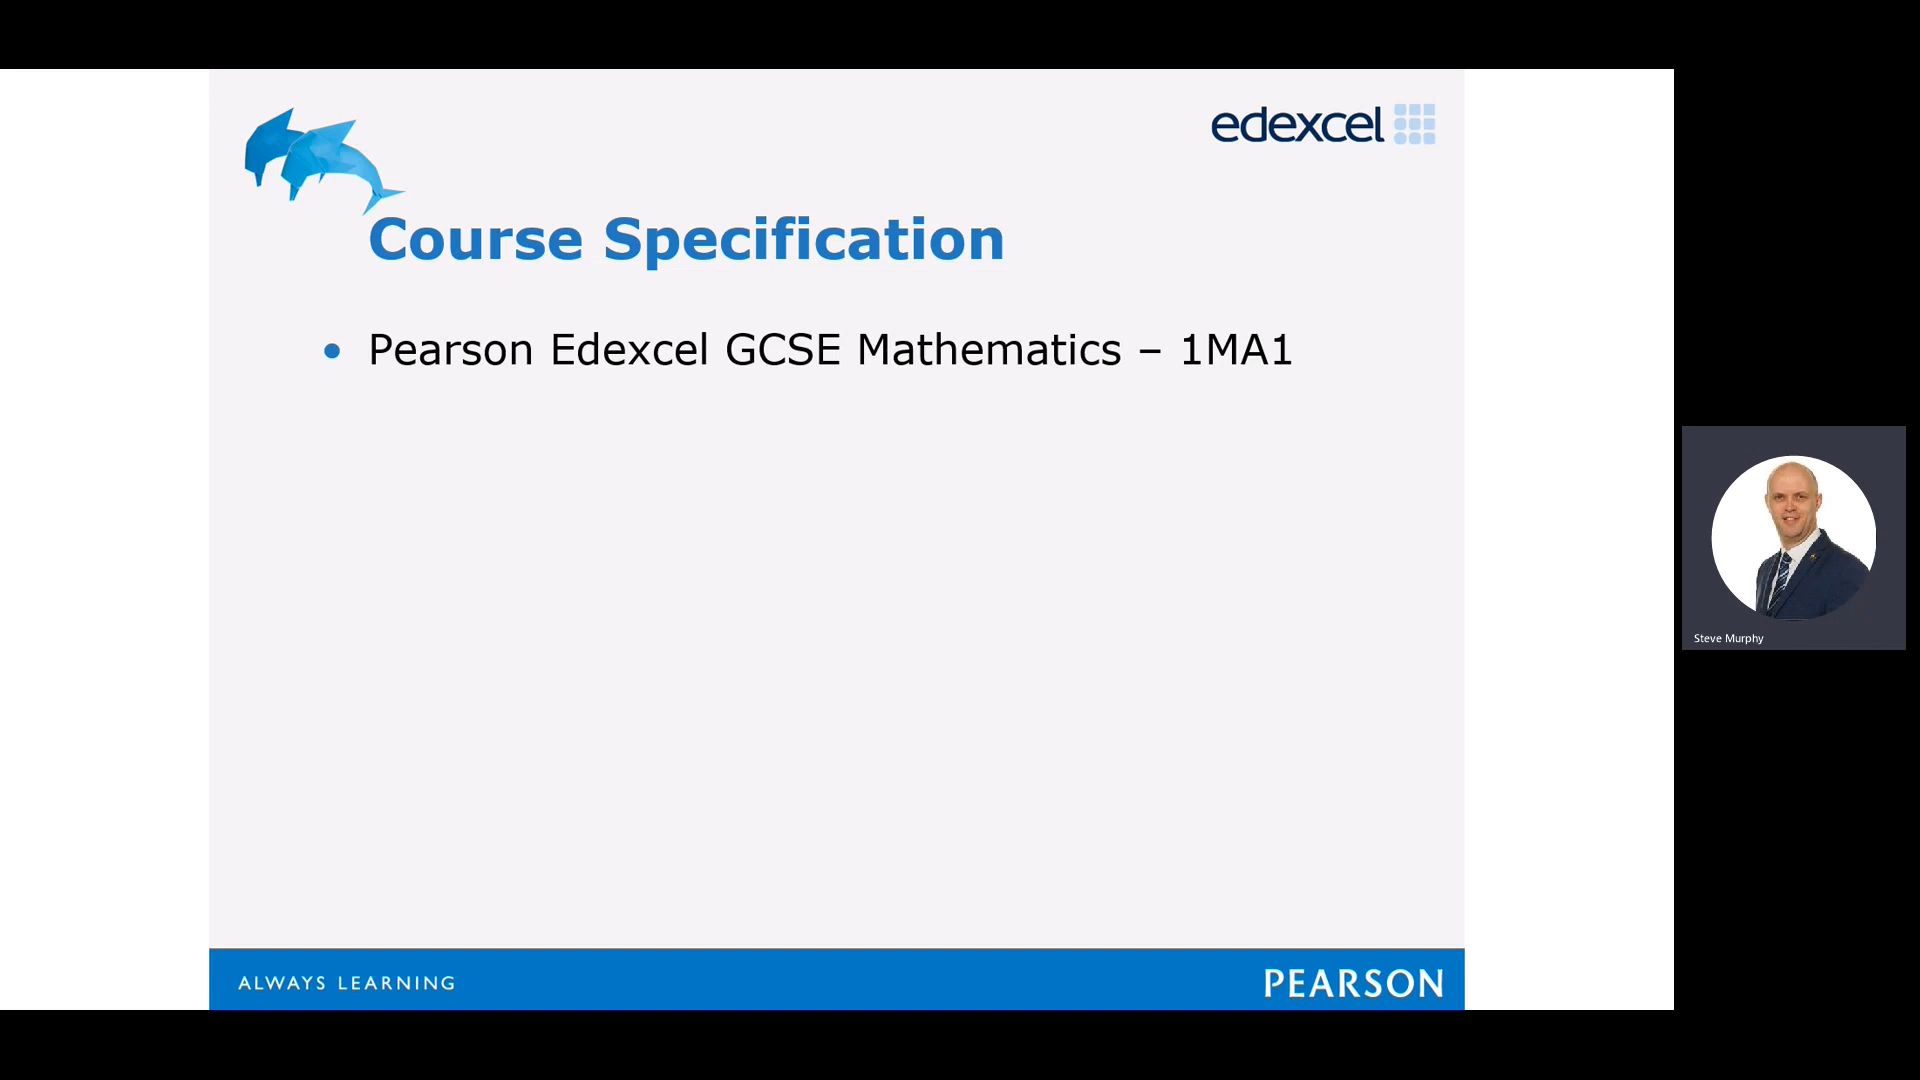 edexcel
Course Specification
• Pearson Edexcel GCSE Mathematics – 1MA1
Steve Murphy
ALWAYS LEARNING
PEARSON